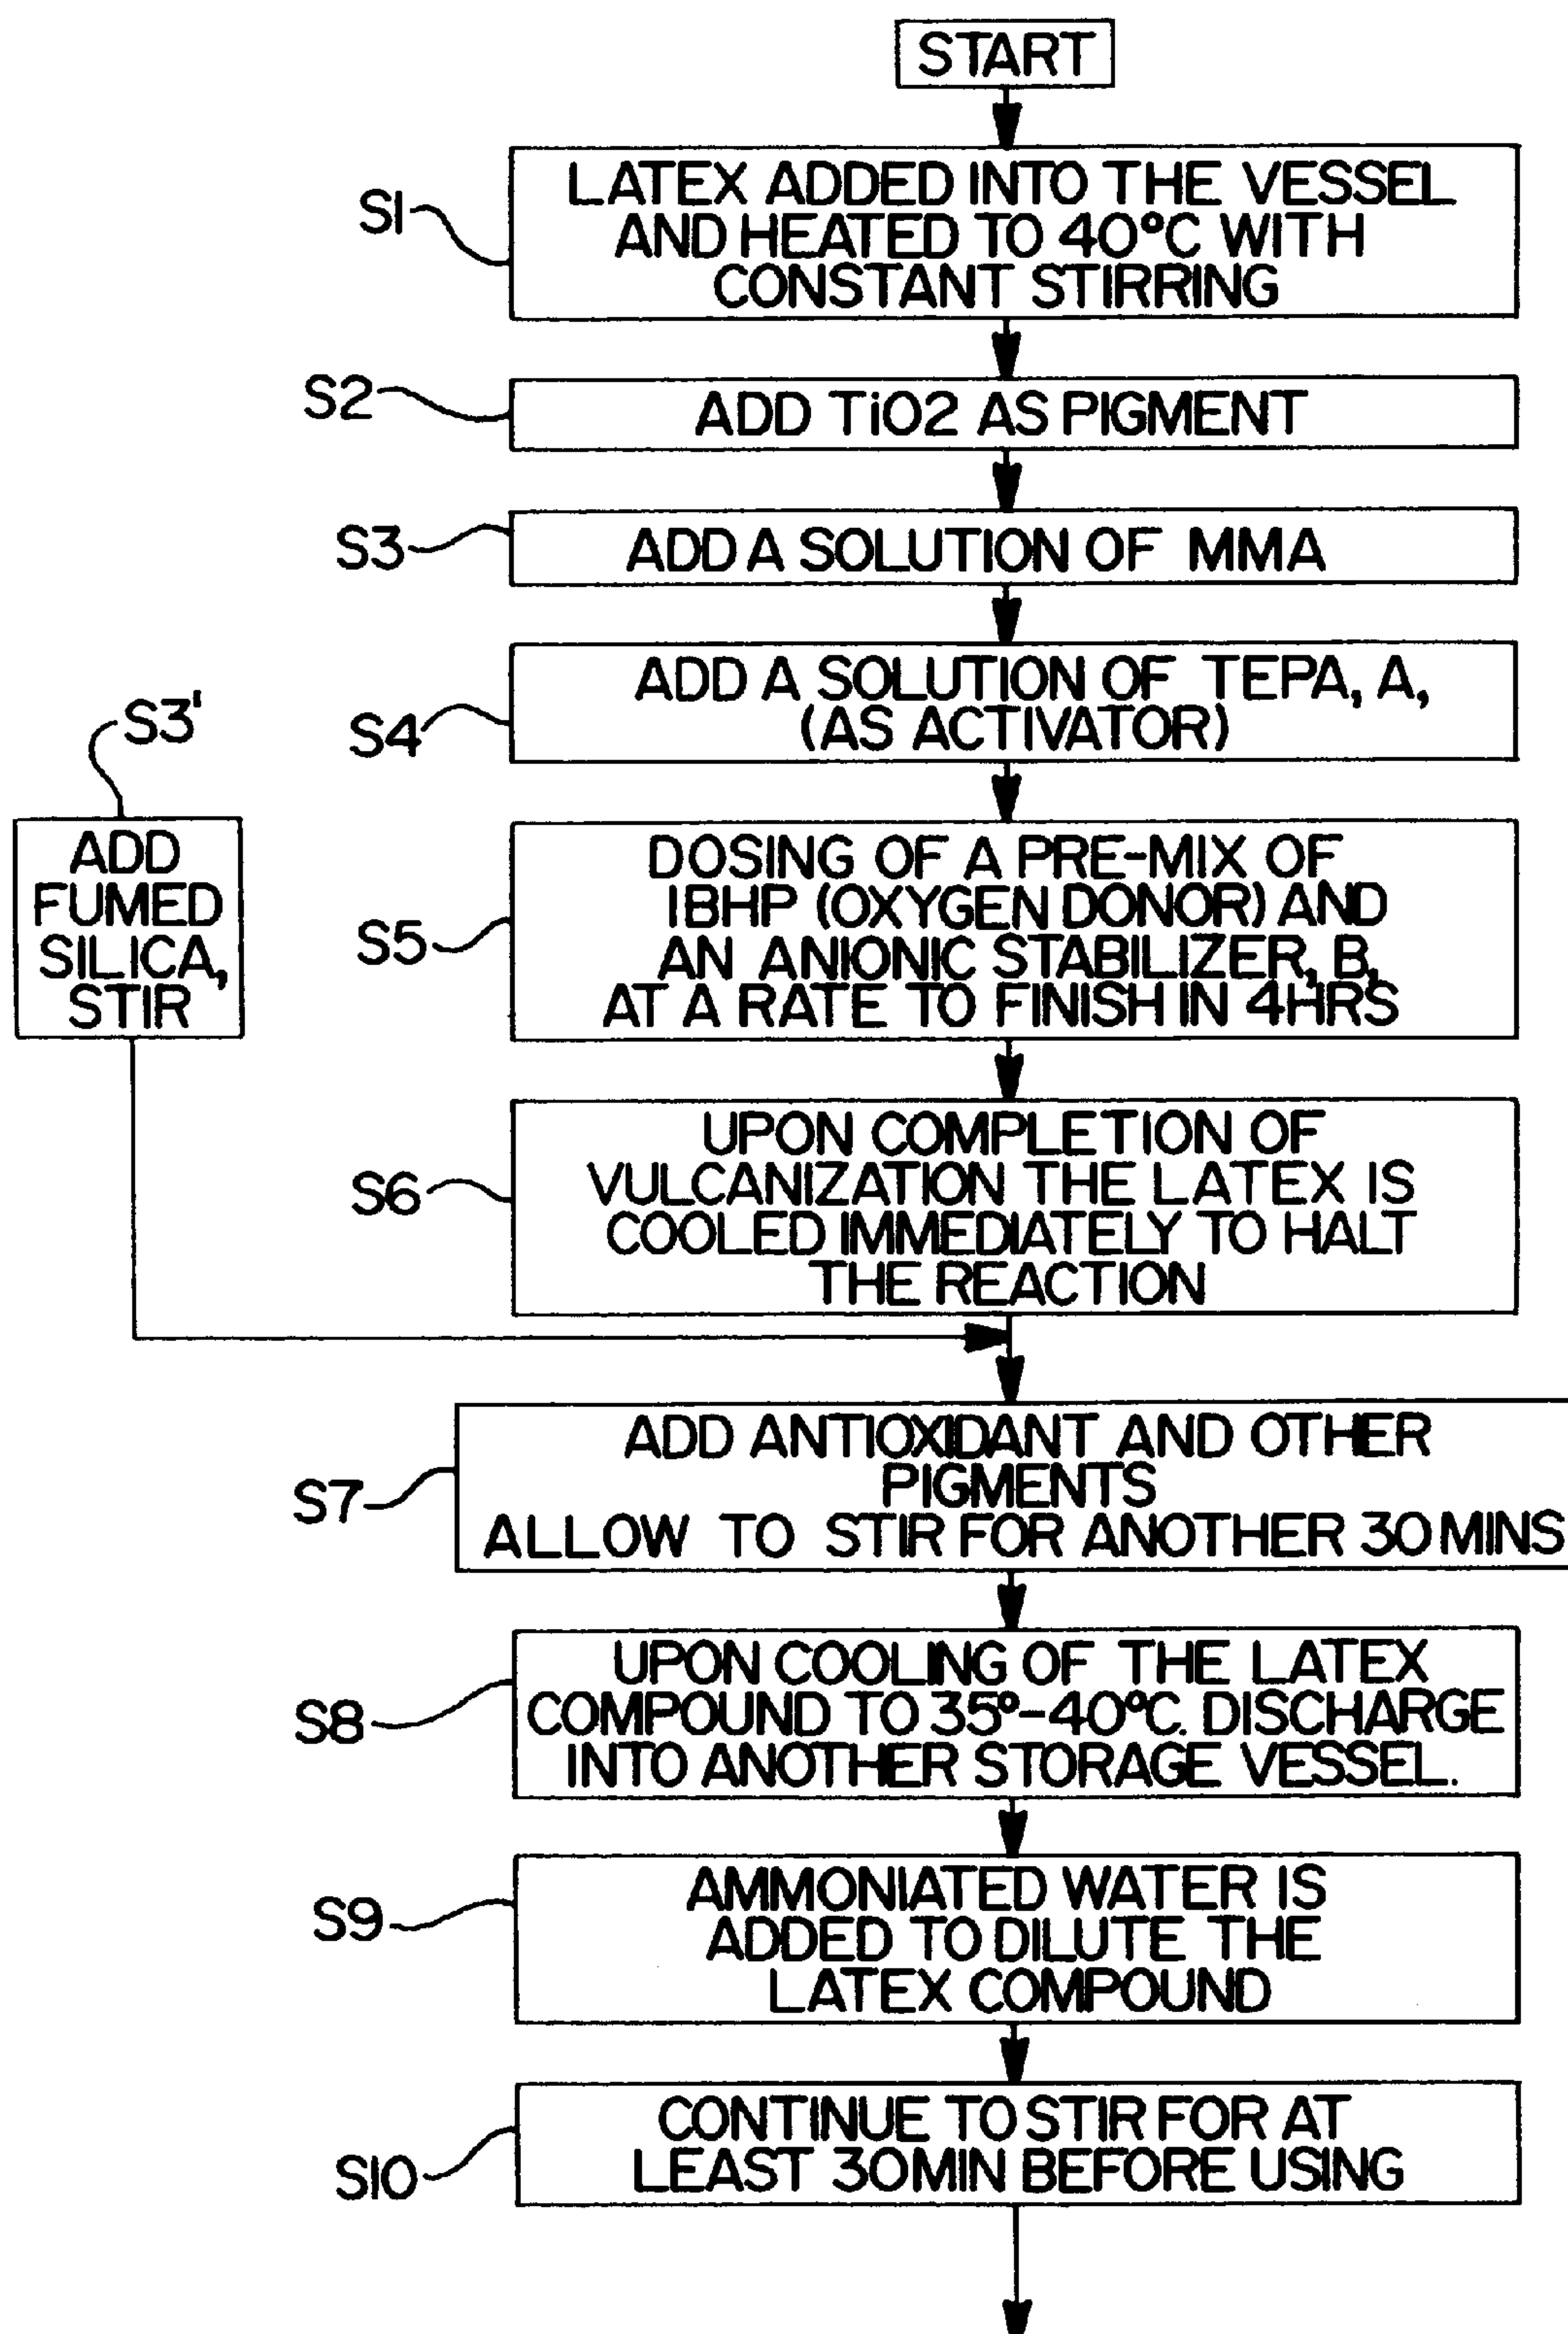 START
S1
LATEX ADDED INTO THE VESSEL
AND HEATED TO 40°C WITH
CONSTANT STIRRING
S2
ADD TiO2 AS PIGMENT
S3
ADD A SOLUTION OF MMA
S4
ADD A SOLUTION OF TEPA, A,
(AS ACTIVATOR)
S3'
ADD
FUMED
SILICA,
STIR
S5
DOSING OF A PRE-MIX OF
IBHP (OXYGEN DONOR) AND
AN ANIONIC STABILIZER, B,
AT A RATE TO FINISH IN 4HRS
S6
UPON COMPLETION OF
VULCANIZATION THE LATEX IS
COOLED IMMEDIATELY TO HALT
THE REACTION
S7
ADD ANTIOXIDANT AND OTHER
PIGMENTS
ALLOW TO STIR FOR ANOTHER 30 MINS
S8
UPON COOLING OF THE LATEX
COMPOUND TO 35°-40°C. DISCHARGE
INTO ANOTHER STORAGE VESSEL.
S9
AMMONIATED WATER IS
ADDED TO DILUTE THE
LATEX COMPOUND
S10
CONTINUE TO STIR FOR AT
LEAST 30MIN BEFORE USING